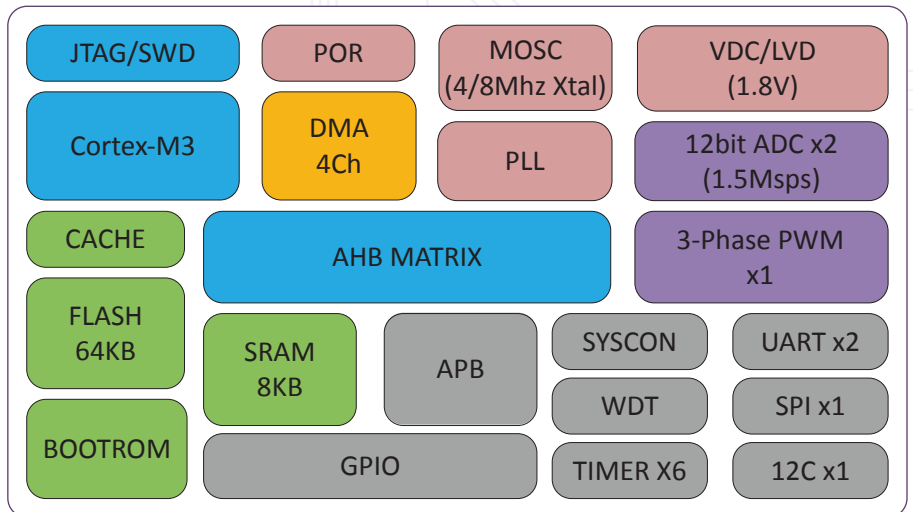 JTAG/SWD
POR
MOSC
(4/8Mhz Xtal)
VDC/LVD
(1.8V)
Cortex-M3
DMA
4Ch
PLL
12bit ADC x2
(1.5Msps)
CACHE
AHB MATRIX
3-Phase PWM
x1
FLASH
64KB
SRAM
8KB
APB
SYSCON
UART x2
WDT
SPI x1
BOOTROM
GPIO
TIMER X6
12C x1